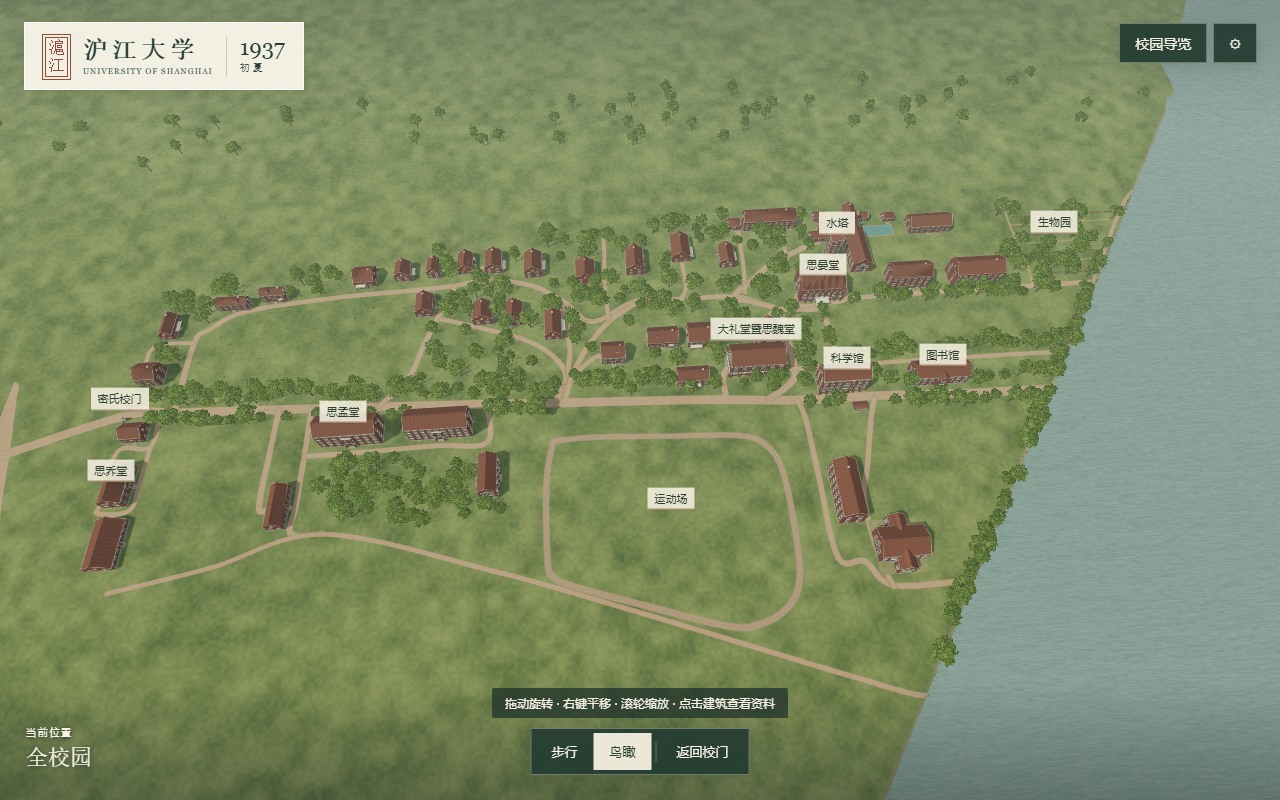 滬江
沪江大学
UNIVERSITY OF SHANGHAI
1937
初夏
校园导览
水塔
生物园
思晏堂
大礼堂暨思魏堂
科学馆
图书馆
密氏校门
思孟堂
思乔堂
运动场
拖动旋转 · 右键平移 · 滚轮缩放 · 点击建筑查看资料
当前位置
全校园
步行
鸟瞰
返回校门